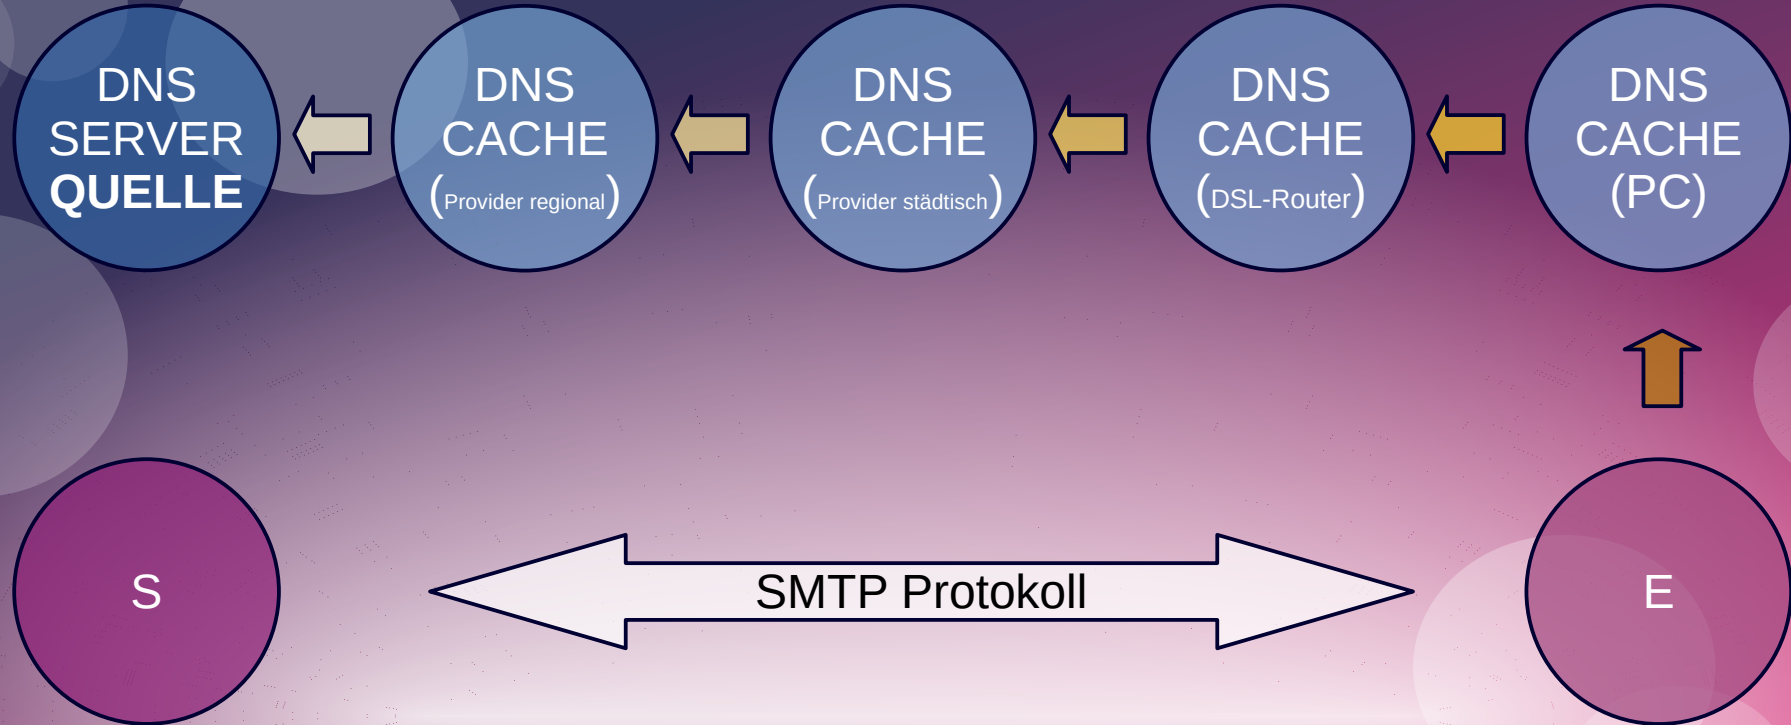 DNS
SERVER
QUELLE
DNS
CACHE
(Provider regional)
DNS
CACHE
(Provider städtisch)
DNS
CACHE
(DSL-Router)
DNS
CACHE
(PC)
S
SMTP Protokoll
E